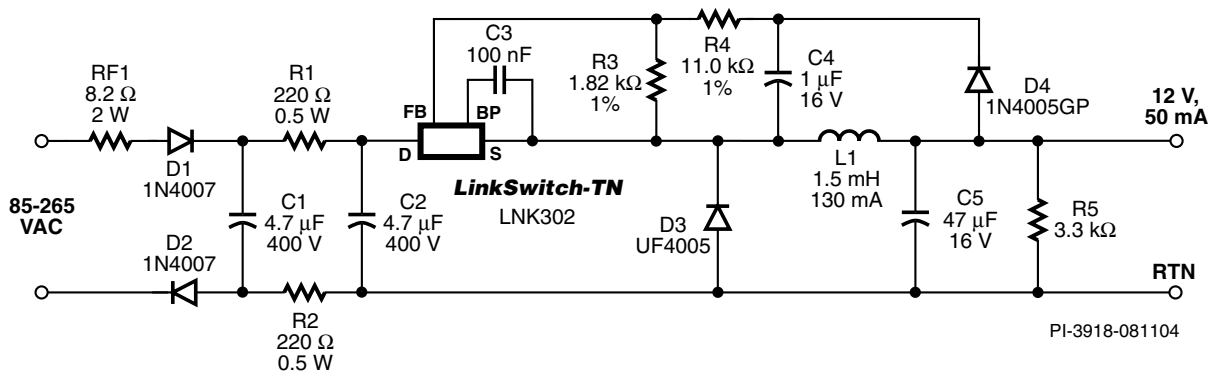 RF1
8.2 Ω
2 W
D1
1N4007
R1
220 Ω
0.5 W
C3
100 nF
FB
BP
D
S
R3
1.82 kΩ
1%
R4
11.0 kΩ
1%
C4
1 µF
16 V
D4
1N4005GP
12 V,
50 mA
85-265
VAC
C1
4.7 µF
400 V
C2
4.7 µF
400 V
LinkSwitch-TN
LNK302
D3
UF4005
L1
1.5 mH
130 mA
C5
47 µF
16 V
R5
3.3 kΩ
D2
1N4007
R2
220 Ω
0.5 W
RTN
PI-3918-081104